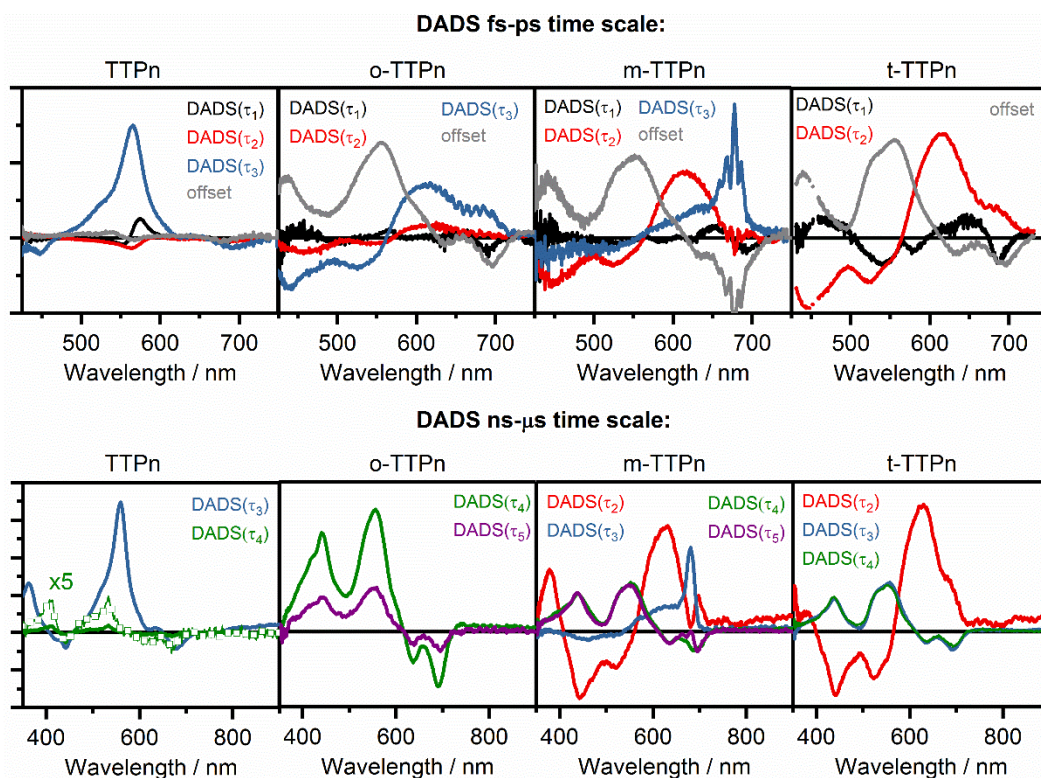 DADS fs-ps time scale:
TTPn
o-TTPn
m-TTPn
t-TTPn
DADS(τ₁)
DADS(τ₂)
DADS(τ₃)
offset
DADS(τ₁)
DADS(τ₂)
DADS(τ₃)
offset
DADS(τ₁)
DADS(τ₂)
DADS(τ₃)
offset
DADS(τ₁)
DADS(τ₂)
offset
500 600 700
500 600 700
500 600 700
500 600 700
Wavelength / nm
Wavelength / nm
Wavelength / nm
Wavelength / nm
DADS ns-μs time scale:
TTPn
o-TTPn
m-TTPn
t-TTPn
DADS(τ₃)
DADS(τ₄)
x5
DADS(τ₄)
DADS(τ₅)
DADS(τ₂)
DADS(τ₃)
DADS(τ₄)
DADS(τ₅)
DADS(τ₂)
DADS(τ₃)
DADS(τ₄)
400 600 800
400 600 800
400 600 800
400 600 800
Wavelength / nm
Wavelength / nm
Wavelength / nm
Wavelength / nm